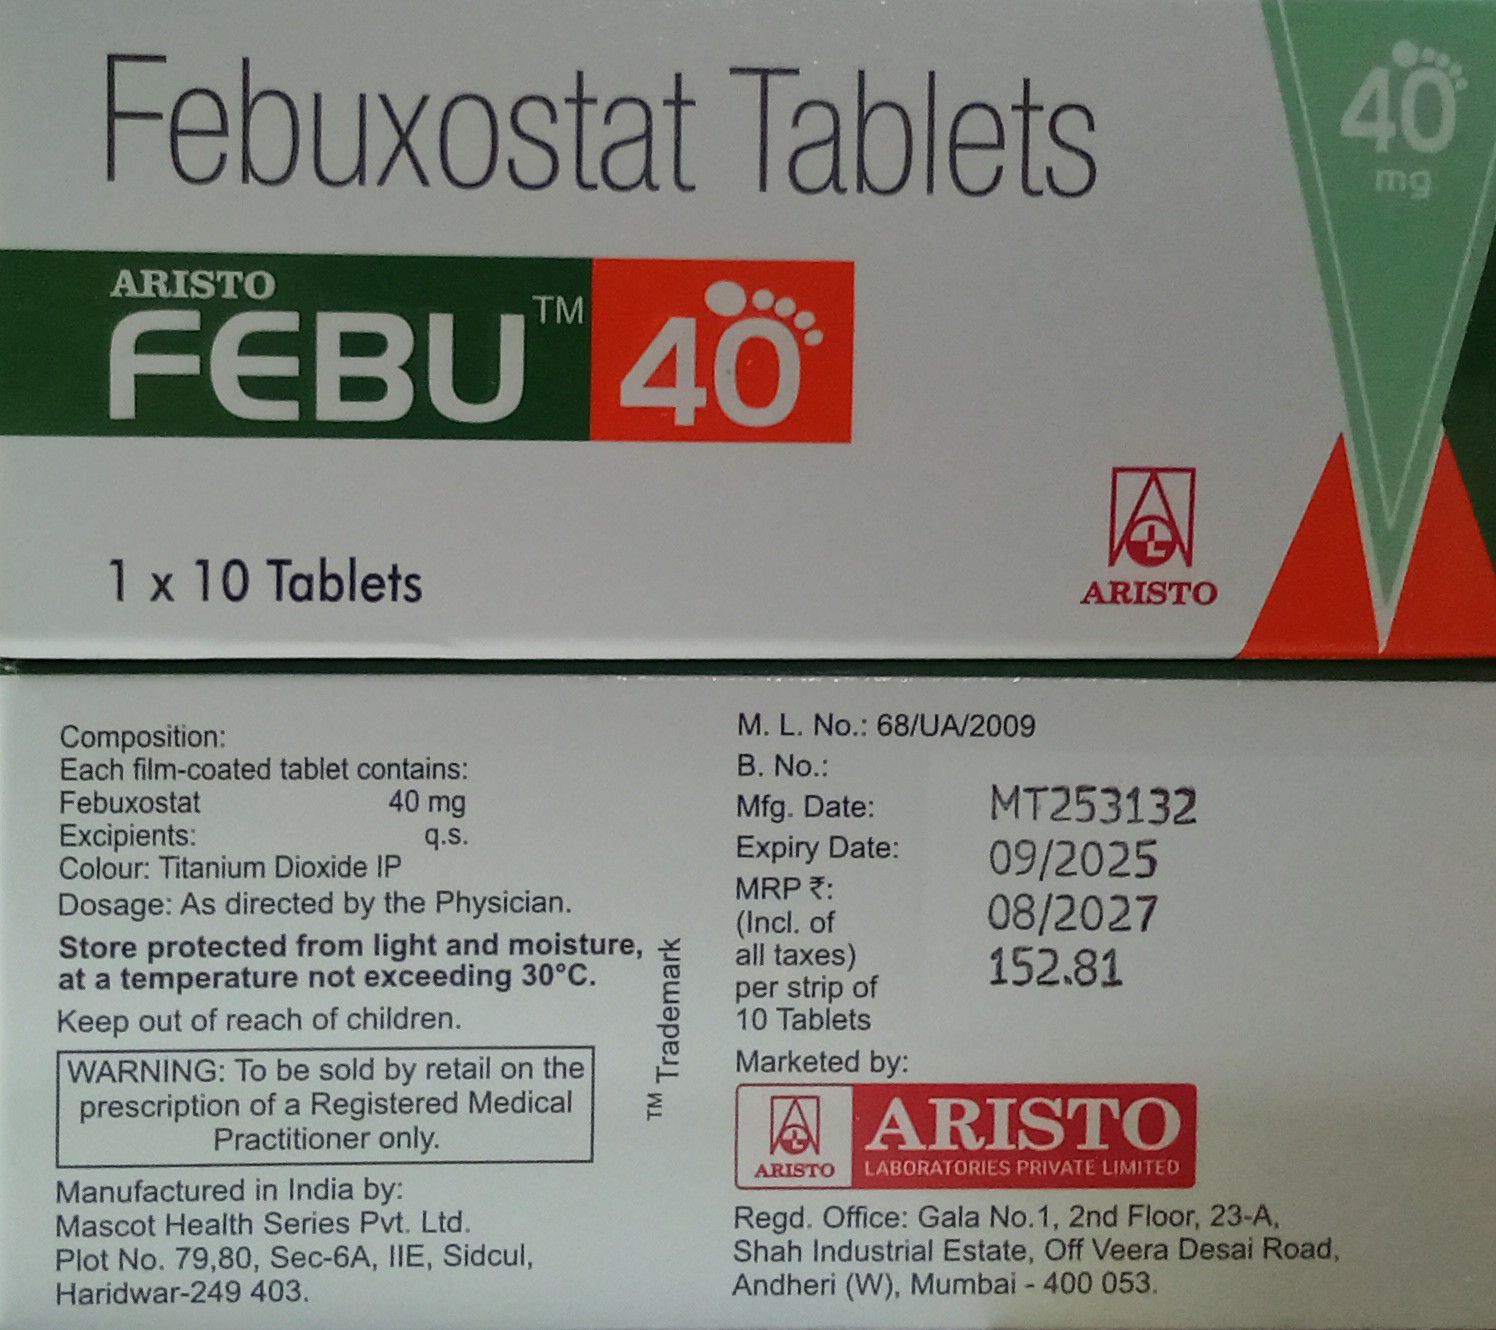 Febuxostat Tablets
40
mg
ARISTO
FEBU™ 40
1 x 10 Tablets
ARISTO
Composition:
Each film-coated tablet contains:
Febuxostat 40 mg
Excipients: q.s.
Colour: Titanium Dioxide IP
Dosage: As directed by the Physician.
Store protected from light and moisture,
at a temperature not exceeding 30°C.
Keep out of reach of children.
WARNING: To be sold by retail on the
prescription of a Registered Medical
Practitioner only.
Manufactured in India by:
Mascot Health Series Pvt. Ltd.
Plot No. 79,80, Sec-6A, IIE, Sidcul,
Haridwar-249 403.
™ Trademark
M. L. No.: 68/UA/2009
B. No.:
Mfg. Date: MT253132
Expiry Date: 09/2025
MRP ₹:
(Incl. of 08/2027
all taxes) 152.81
per strip of
10 Tablets
Marketed by:
ARISTO
ARISTO
LABORATORIES PRIVATE LIMITED
Regd. Office: Gala No.1, 2nd Floor, 23-A,
Shah Industrial Estate, Off Veera Desai Road,
Andheri (W), Mumbai - 400 053.